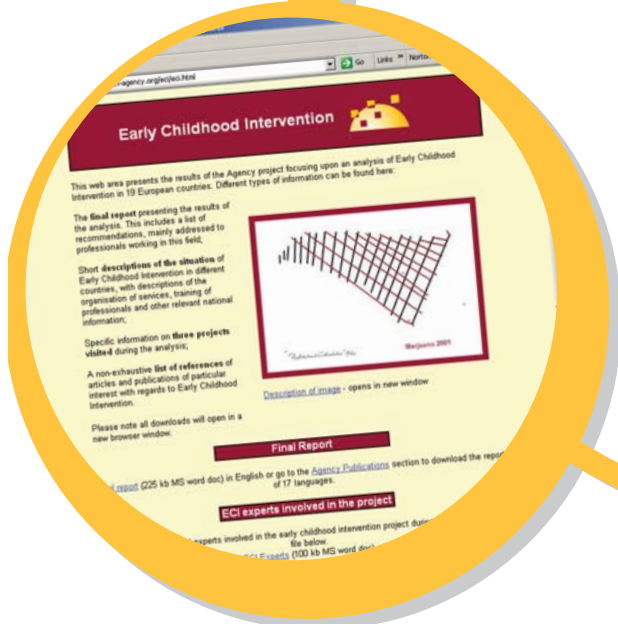 Go Links » Norto
-agency.org/eci/eci.html
Early Childhood Intervention
This web area presents the results of the Agency project focusing upon an analysis of Early Childhood
Intervention in 19 European countries. Different types of information can be found here:
The final report presenting the results of
the analysis. This includes a list of
recommendations, mainly addressed to
professionals working in this field;
Short descriptions of the situation of
Early Childhood Intervention in different
countries, with descriptions of the
organisation of services, training of
professionals and other relevant national
information;
Specific information on three projects
visited during the analysis;
A non-exhaustive list of references of
articles and publications of particular
interest with regards to Early Childhood
Intervention.
Please note all downloads will open in a
new browser window.
Marjaana 2001
Description of image - opens in new window
Final Report
report (225 kb MS word doc) in English or go to the Agency Publications section to download the repo
of 17 languages.
ECI experts involved in the project
experts involved in the early childhood intervention project duri
file below.
ECI Experts (100 kb MS word doc)